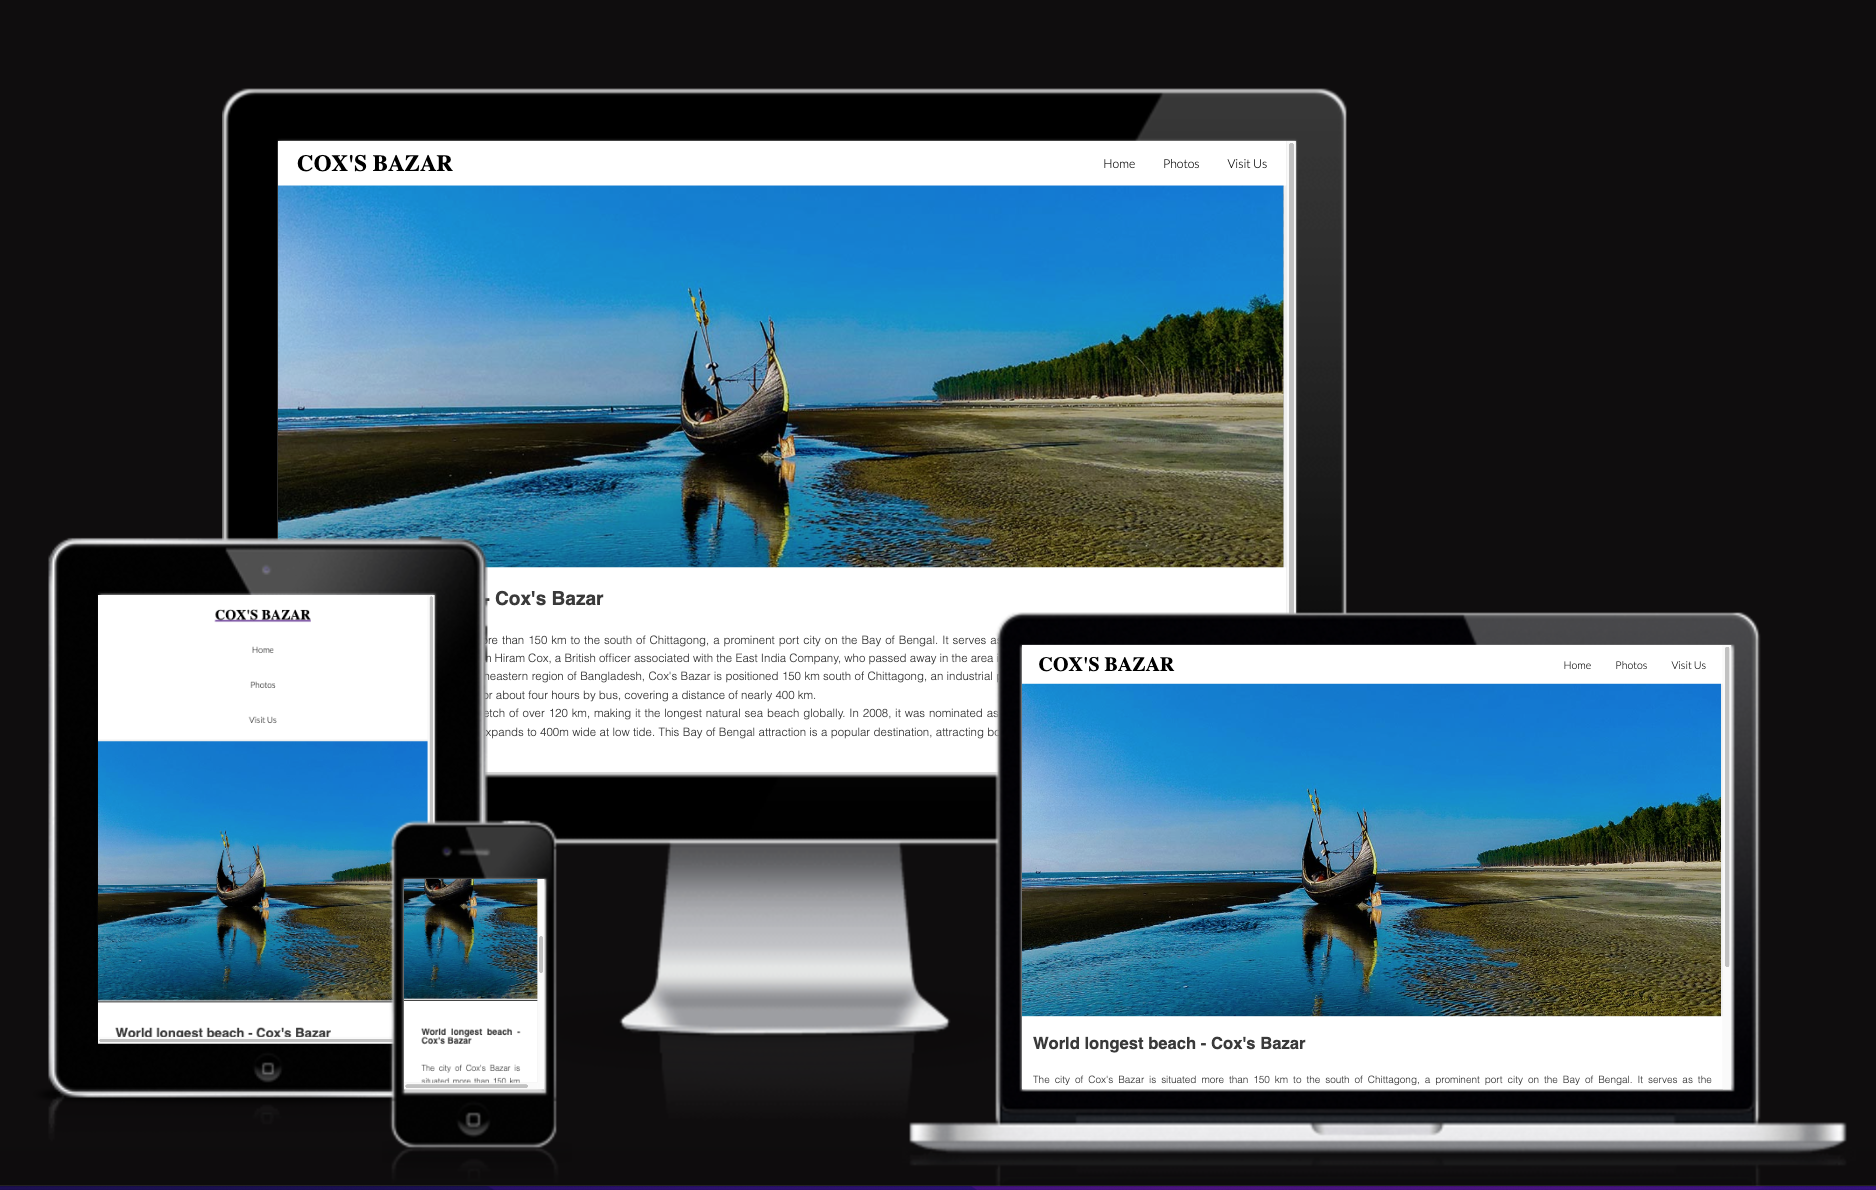 COX'S BAZAR
Home Photos Visit Us
- Cox's Bazar
than 150 km to the south of Chittagong, a prominent port city on the Bay of Bengal. It serves
Hiram Cox, a British officer associated with the East India Company, who passed away in the area
region of Bangladesh, Cox's Bazar is positioned 150 km south of Chittagong, an industrial
about four hours by bus, covering a distance of nearly 400 km.
of over 120 km, making it the longest natural sea beach globally. In 2008, it was nominated as
to 400m wide at low tide. This Bay of Bengal attraction is a popular destination, attracting
COX'S BAZAR
Home
Photos
Visit Us
World longest beach - Cox's Bazar
World longest beach -
Cox's Bazar
The city of Cox's Bazar is
situated more than 150 km
COX'S BAZAR
Home Photos Visit Us
World longest beach - Cox's Bazar
The city of Cox's Bazar is situated more than 150 km to the south of Chittagong, a prominent port city on the Bay of Bengal. It serves as the